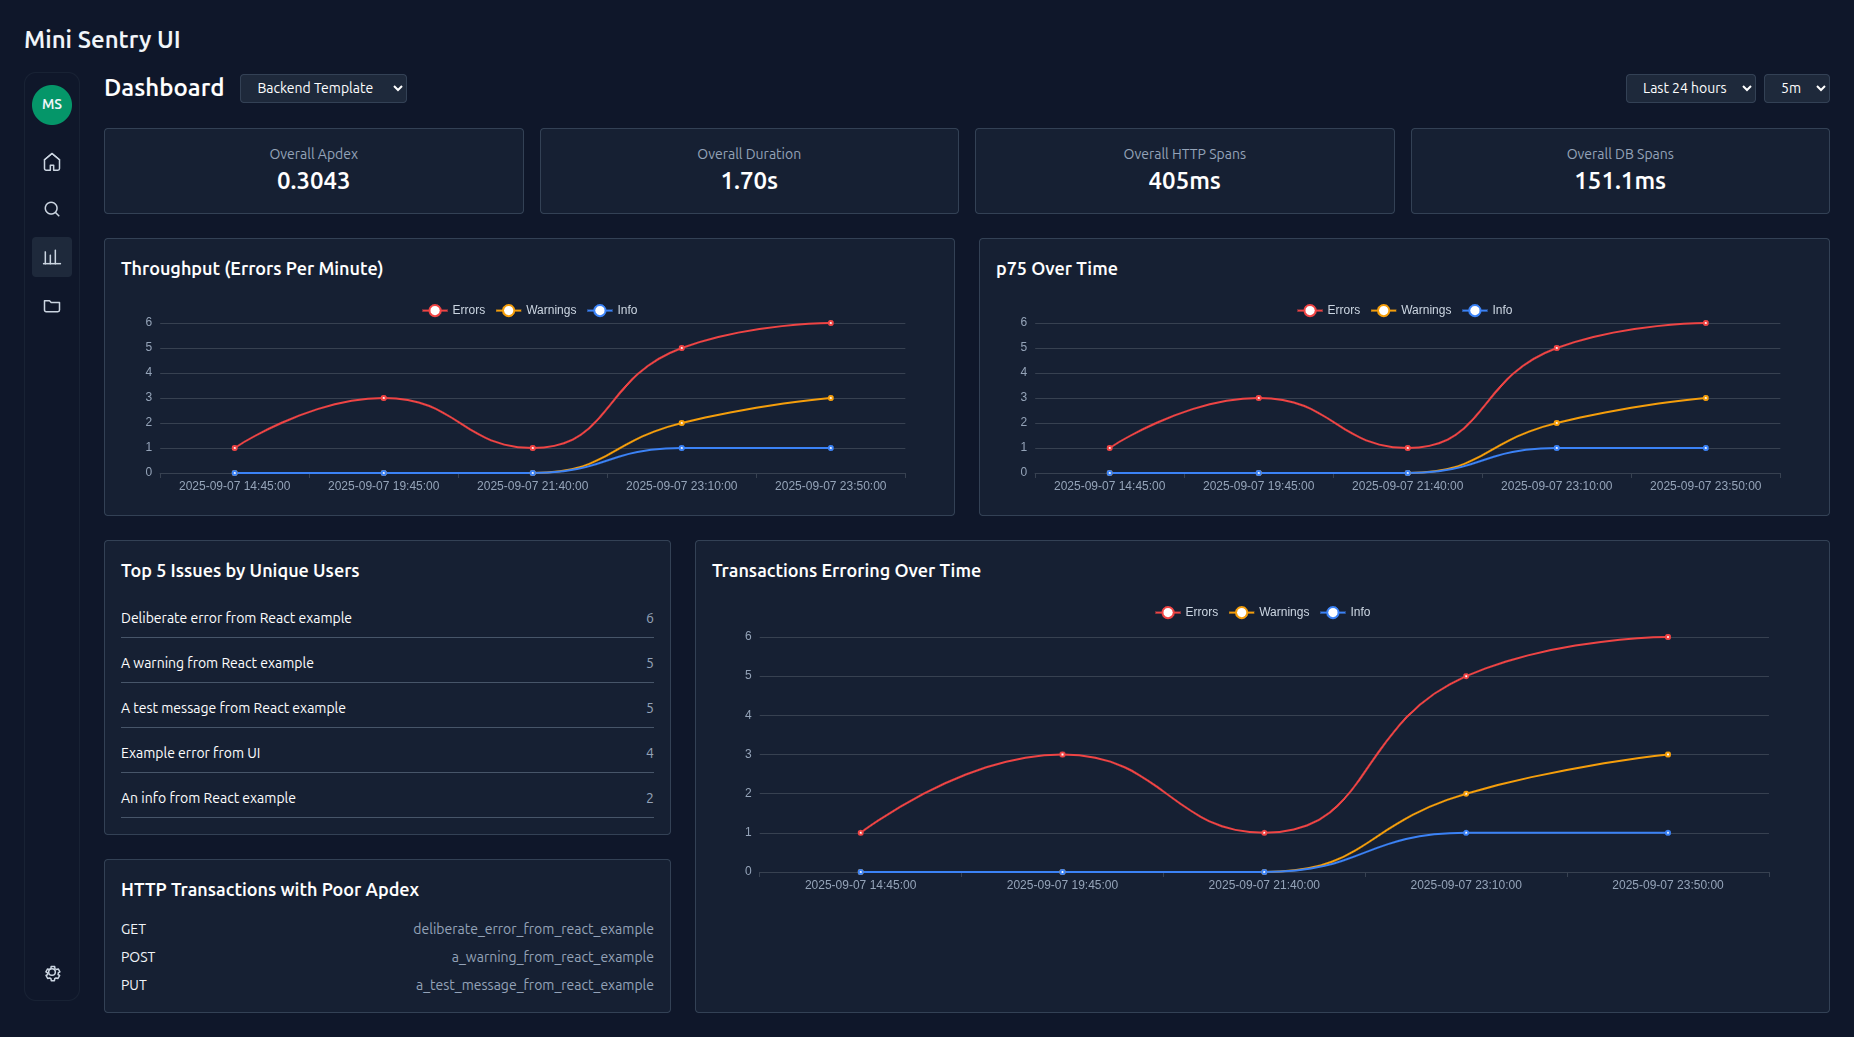 Mini Sentry UI
MS
Dashboard
Backend Template
Last 24 hours
5m
Overall Apdex
0.3043
Overall Duration
1.70s
Overall HTTP Spans
405ms
Overall DB Spans
151.1ms
Throughput (Errors Per Minute)
Errors Warnings Info
6
5
4
3
2
1
0
2025-09-07 14:45:00 2025-09-07 19:45:00 2025-09-07 21:40:00 2025-09-07 23:10:00 2025-09-07 23:50:00
p75 Over Time
Errors Warnings Info
6
5
4
3
2
1
0
2025-09-07 14:45:00 2025-09-07 19:45:00 2025-09-07 21:40:00 2025-09-07 23:10:00 2025-09-07 23:50:00
Top 5 Issues by Unique Users
Deliberate error from React example 6
A warning from React example 5
A test message from React example 5
Example error from UI 4
An info from React example 2
HTTP Transactions with Poor Apdex
GET deliberate_error_from_react_example
POST a_warning_from_react_example
PUT a_test_message_from_react_example
Transactions Erroring Over Time
Errors Warnings Info
6
5
4
3
2
1
0
2025-09-07 14:45:00 2025-09-07 19:45:00 2025-09-07 21:40:00 2025-09-07 23:10:00 2025-09-07 23:50:00